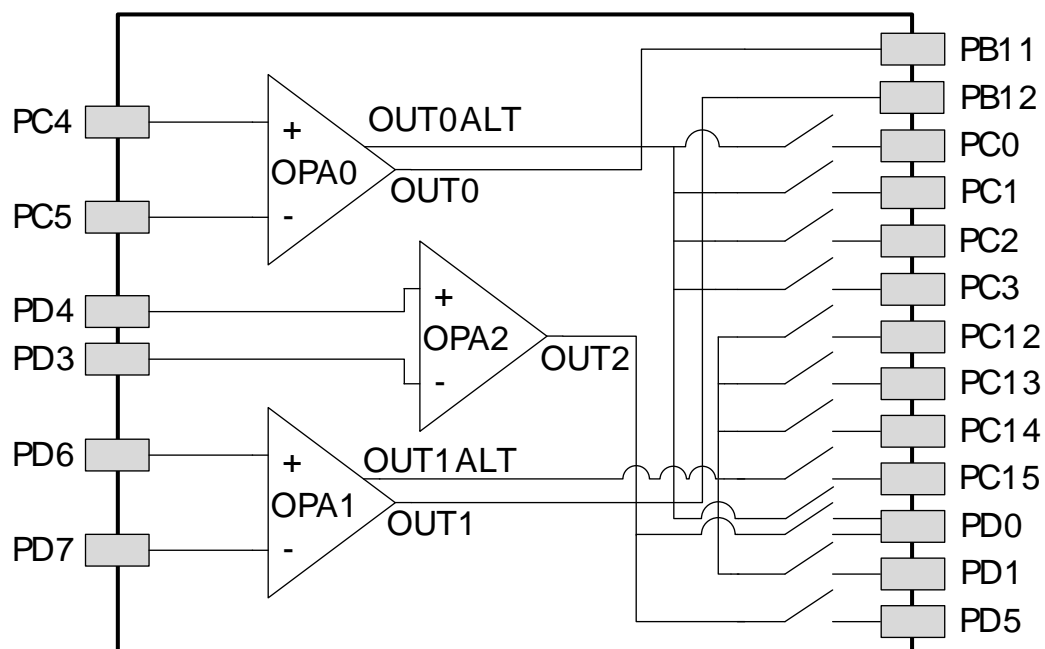 PC4
PC5
PD4
PD3
PD6
PD7
+
OPA0
-
OUT0ALT
OUT0
+
OPA2
-
OUT2
+
OPA1
-
OUT1ALT
OUT1
PB11
PB12
PC0
PC1
PC2
PC3
PC12
PC13
PC14
PC15
PD0
PD1
PD5